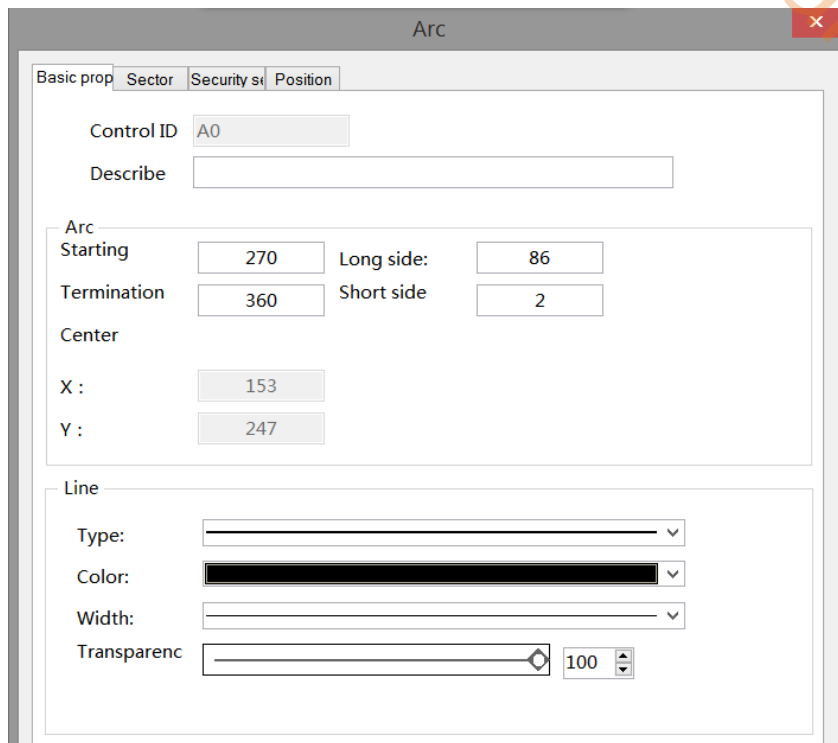 Arc
Basic prop Sector Security se Position
Control ID A0
Describe
Arc
Starting 270 Long side: 86
Termination 360 Short side 2
Center
X : 153
Y : 247
Line
Type:
Color:
Width:
Transparenc 100